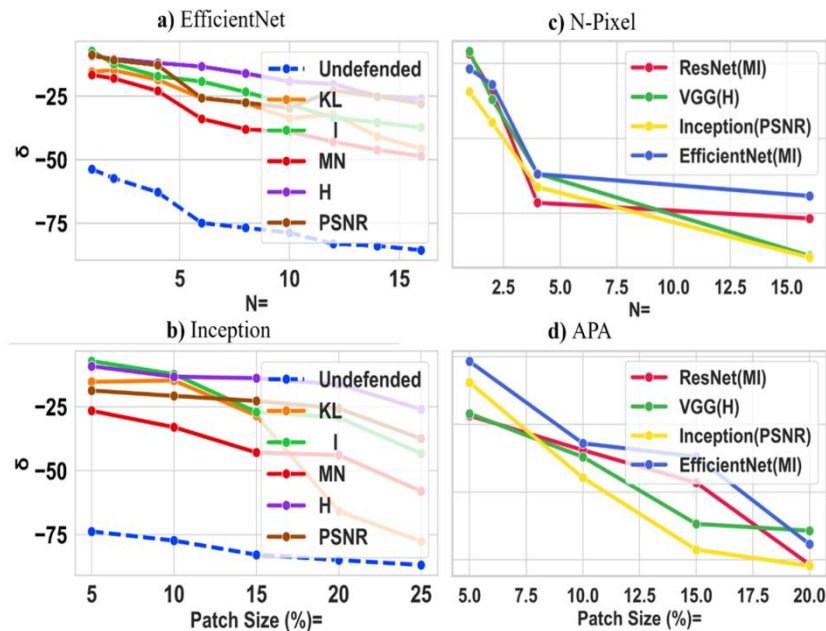 a) EfficientNet
δ
−25
−50
−75
5
10
15
N=
Undefended
KL
I
MN
H
PSNR
c) N-Pixel
ResNet(MI)
VGG(H)
Inception(PSNR)
EfficientNet(MI)
2.5
5.0
7.5
10.0
12.5
15.0
N=
b) Inception
δ
−25
−50
−75
5
10
15
20
25
Patch Size (%)=
Undefended
KL
I
MN
H
PSNR
d) APA
ResNet(MI)
VGG(H)
Inception(PSNR)
EfficientNet(MI)
5.0
7.5
10.0
12.5
15.0
17.5
20.0
Patch Size (%)=